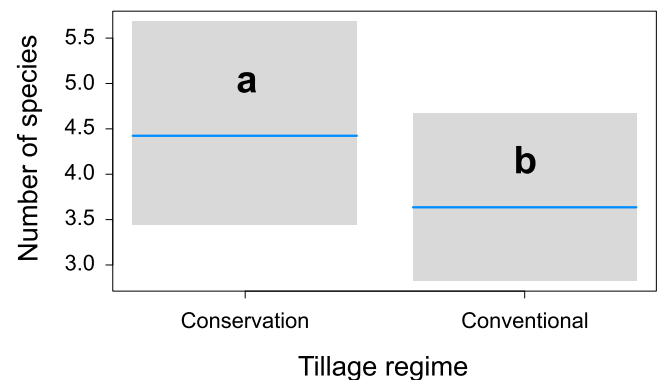 Number of species
5.5
5.0
4.5
4.0
3.5
3.0
a
b
Conservation Conventional
Tillage regime